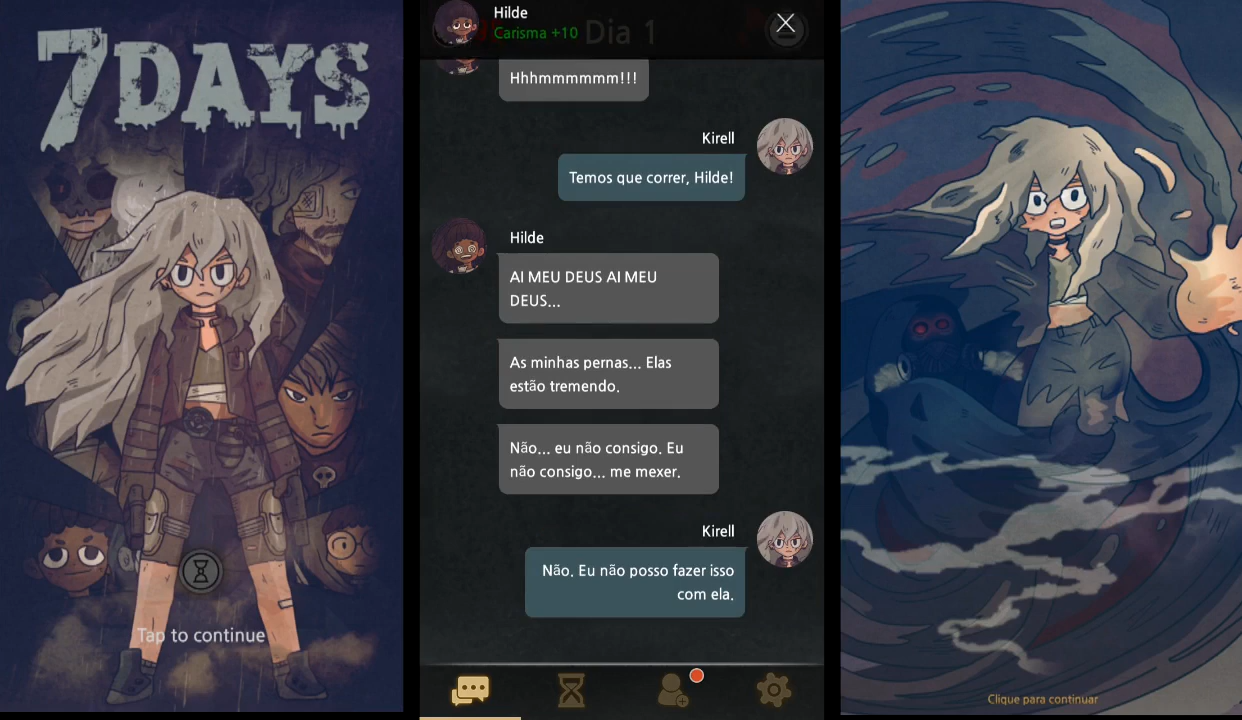 7DAYS
Tap to continue
Hilde
Carisma +10
Dia 1
Hhhmmmmmm!!!
Kirell
Temos que correr, Hilde!
Hilde
AI MEU DEUS AI MEU
DEUS...
As minhas pernas... Elas
estão tremendo.
Não... eu não consigo. Eu
não consigo... me mexer.
Kirell
Não. Eu não posso fazer isso
com ela.
Clique para continuar